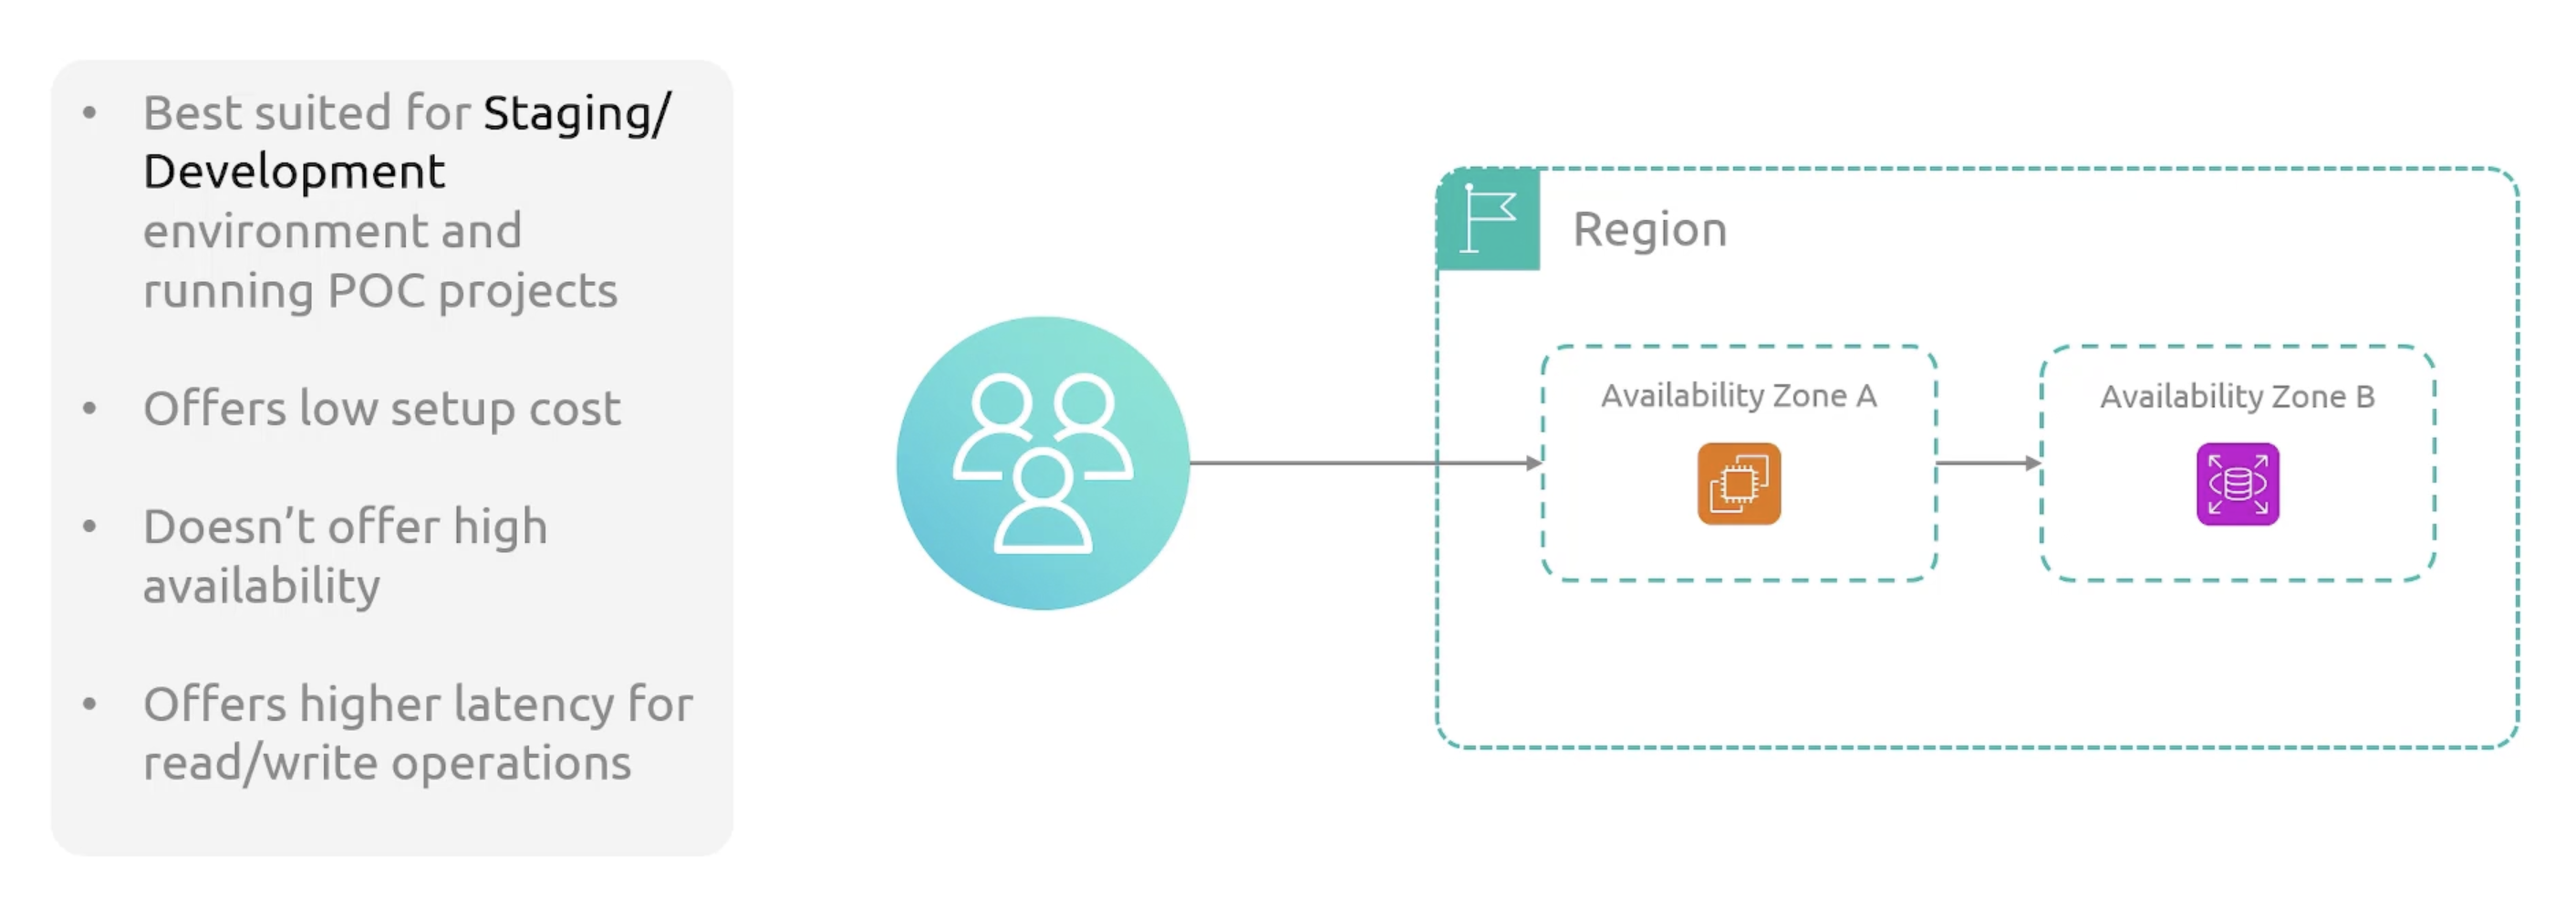 • Best suited for Staging/
Development
environment and
running POC projects
• Offers low setup cost
• Doesn’t offer high
availability
• Offers higher latency for
read/write operations
Region
Availability Zone A
Availability Zone B